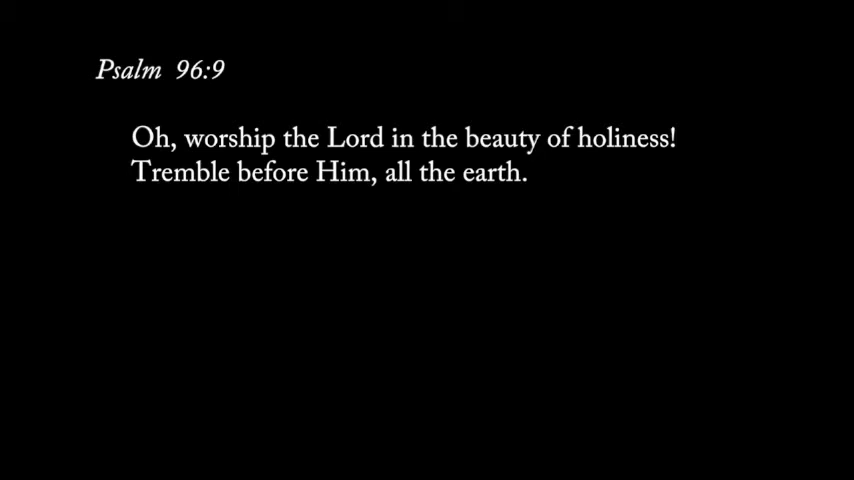 Psalm 96:9
Oh, worship the Lord in the beauty of holiness!
Tremble before Him, all the earth.